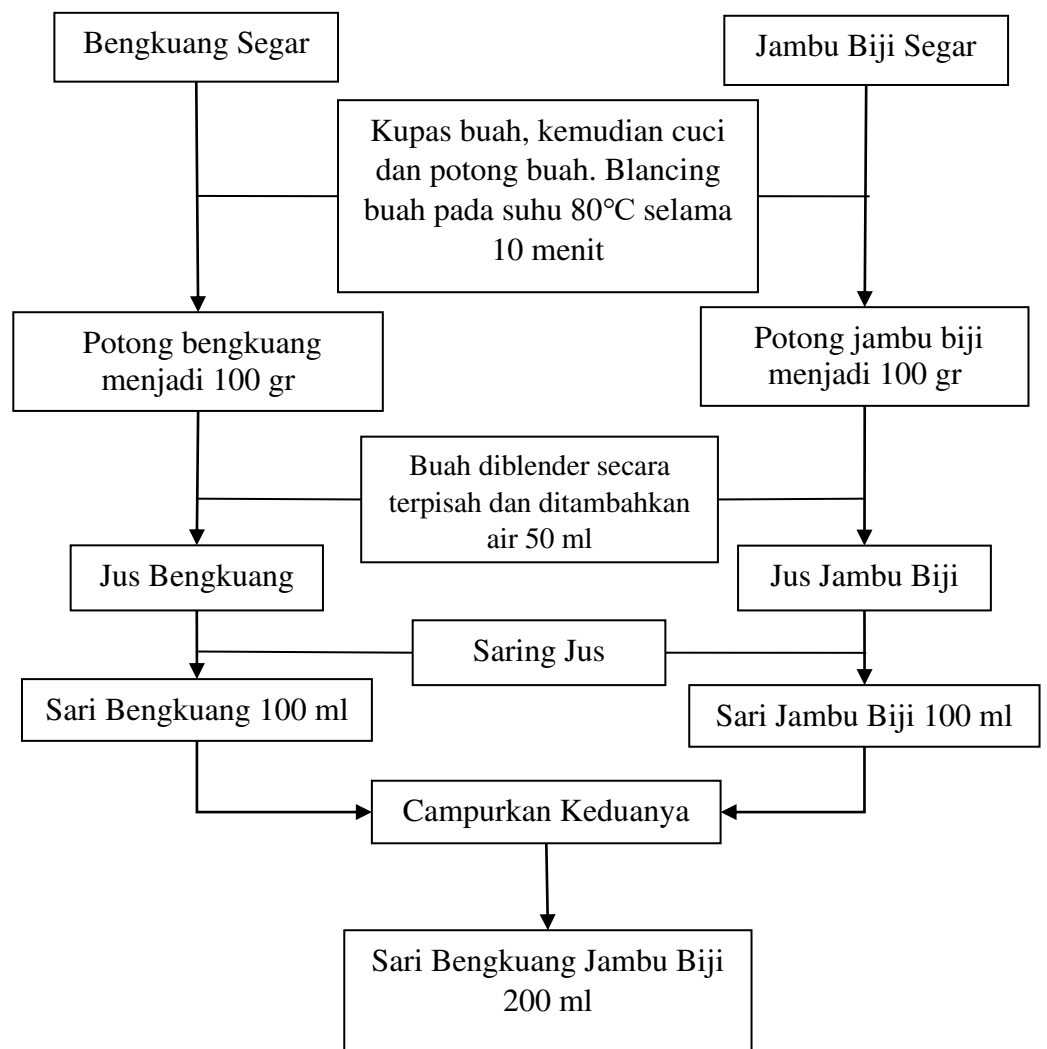 Bengkuang Segar
Jambu Biji Segar
Kupas buah, kemudian cuci
dan potong buah. Blancing
buah pada suhu 80°C selama
10 menit
Potong bengkuang
menjadi 100 gr
Potong jambu biji
menjadi 100 gr
Buah diblender secara
terpisah dan ditambahkan
air 50 ml
Jus Bengkuang
Jus Jambu Biji
Saring Jus
Sari Bengkuang 100 ml
Sari Jambu Biji 100 ml
Campurkan Keduanya
Sari Bengkuang Jambu Biji
200 ml